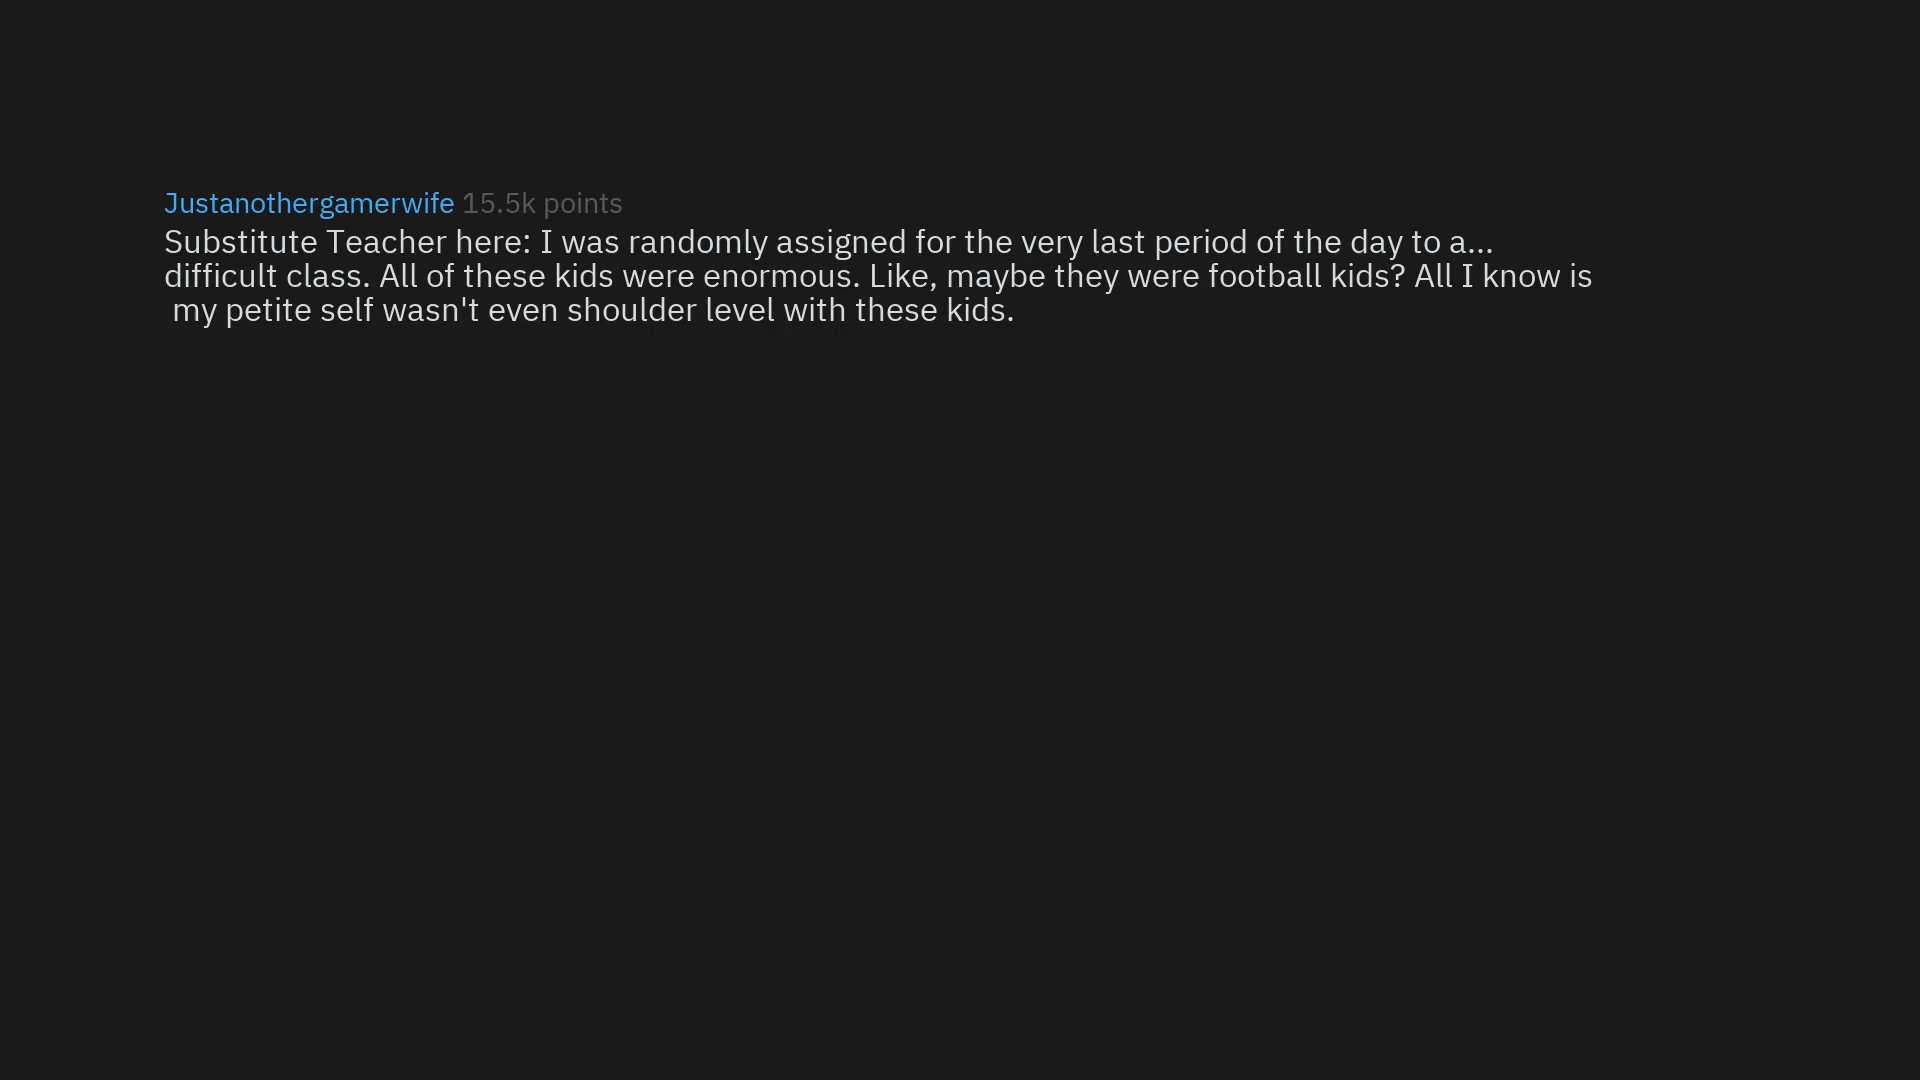 Justanothergamerwife 15.5k points
Substitute Teacher here: I was randomly assigned for the very last period of the day to a...
difficult class. All of these kids were enormous. Like, maybe they were football kids? All I know is
my petite self wasn't even shoulder level with these kids.